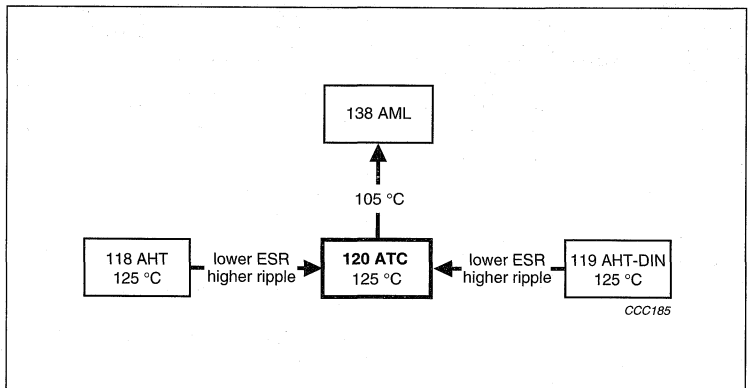 138 AML
105 °C
118 AHT
125 °C
lower ESR
higher ripple
120 ATC
125 °C
lower ESR
higher ripple
119 AHT-DIN
125 °C
CCC185